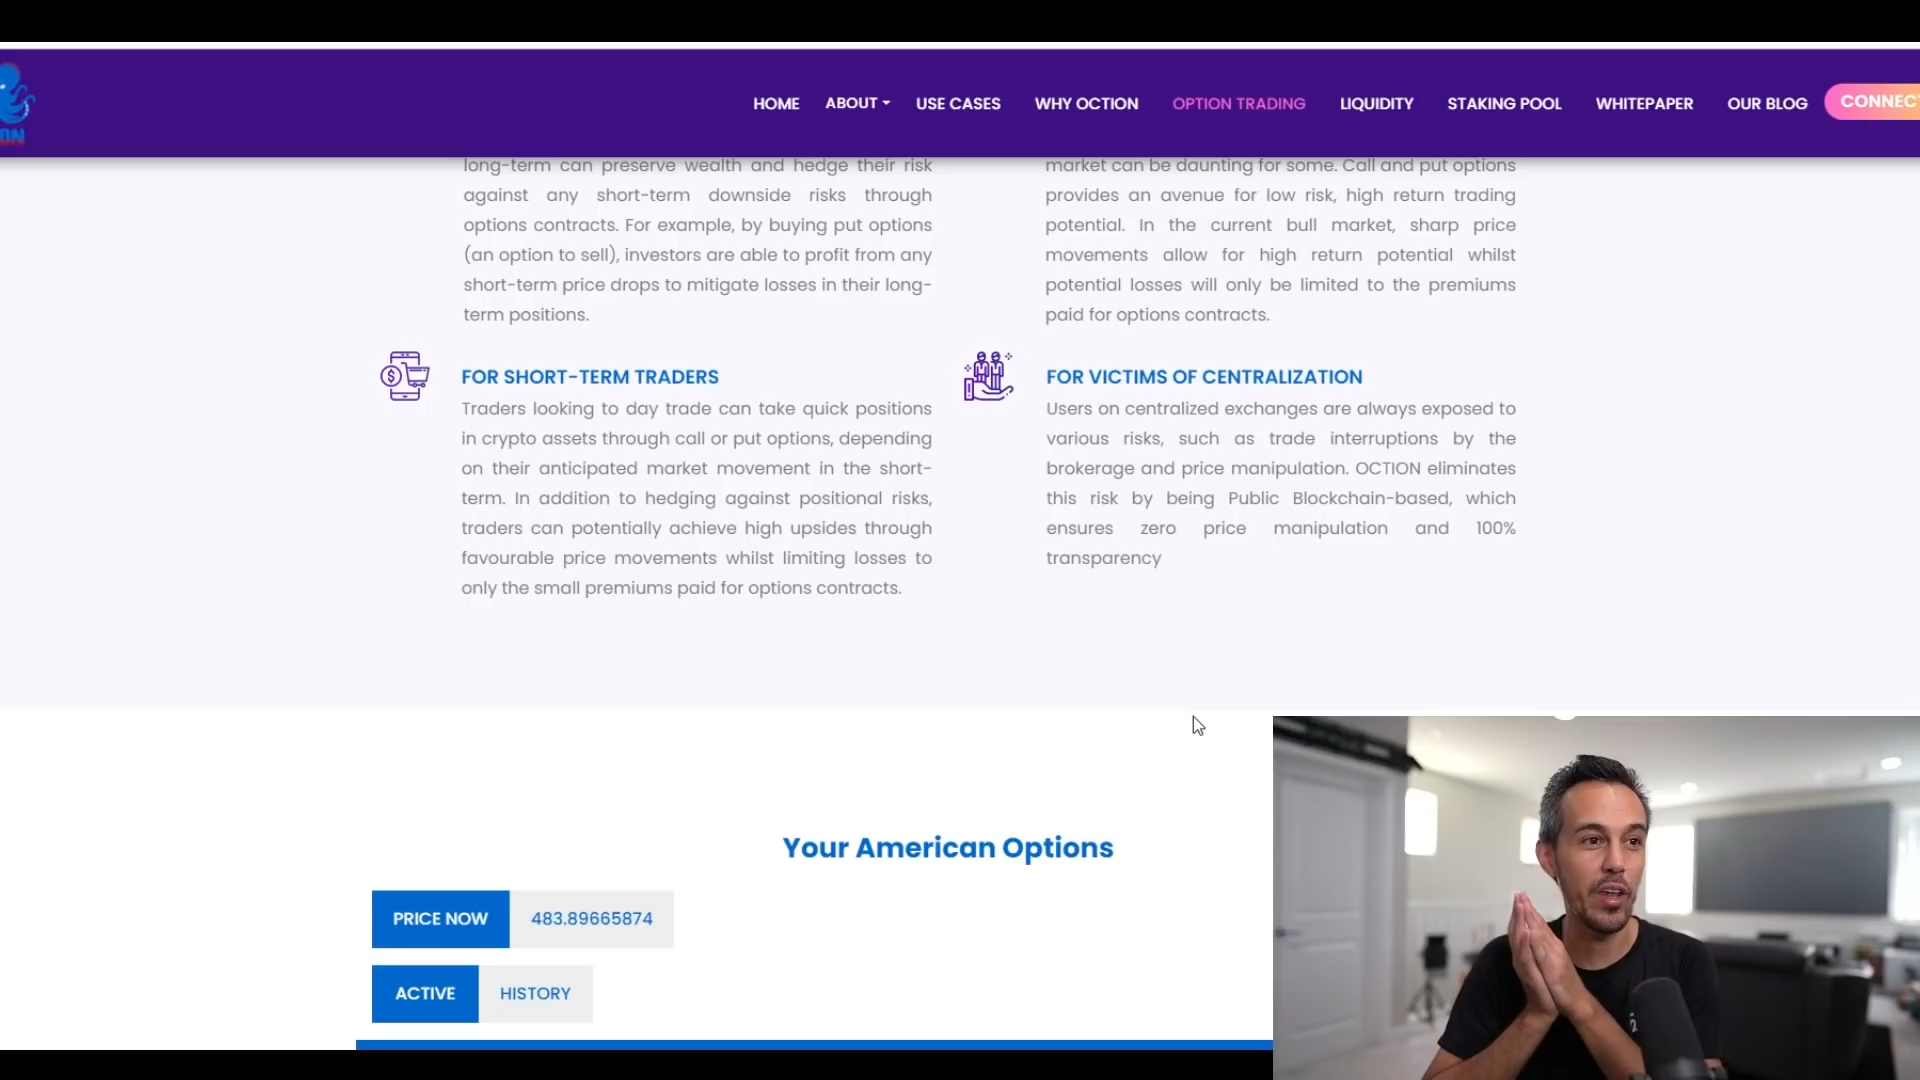 HOME
ABOUT
USE CASES
WHY OCTION
OPTION TRADING
LIQUIDITY
STAKING POOL
WHITEPAPER
OUR BLOG
CONNEC
long-term can preserve wealth and hedge their risk
against any short-term downside risks through
options contracts. For example, by buying put options
(an option to sell), investors are able to profit from any
short-term price drops to mitigate losses in their long-
term positions.
market can be daunting for some. Call and put options
provides an avenue for low risk, high return trading
potential. In the current bull market, sharp price
movements allow for high return potential whilst
potential losses will only be limited to the premiums
paid for options contracts.
FOR SHORT-TERM TRADERS
Traders looking to day trade can take quick positions
in crypto assets through call or put options, depending
on their anticipated market movement in the short-
term. In addition to hedging against positional risks,
traders can potentially achieve high upsides through
favourable price movements whilst limiting losses to
only the small premiums paid for options contracts.
FOR VICTIMS OF CENTRALIZATION
Users on centralized exchanges are always exposed to
various risks, such as trade interruptions by the
brokerage and price manipulation. OCTION eliminates
this risk by being Public Blockchain-based, which
ensures zero price manipulation and 100%
transparency
Your American Options
PRICE NOW
483.89665874
ACTIVE
HISTORY